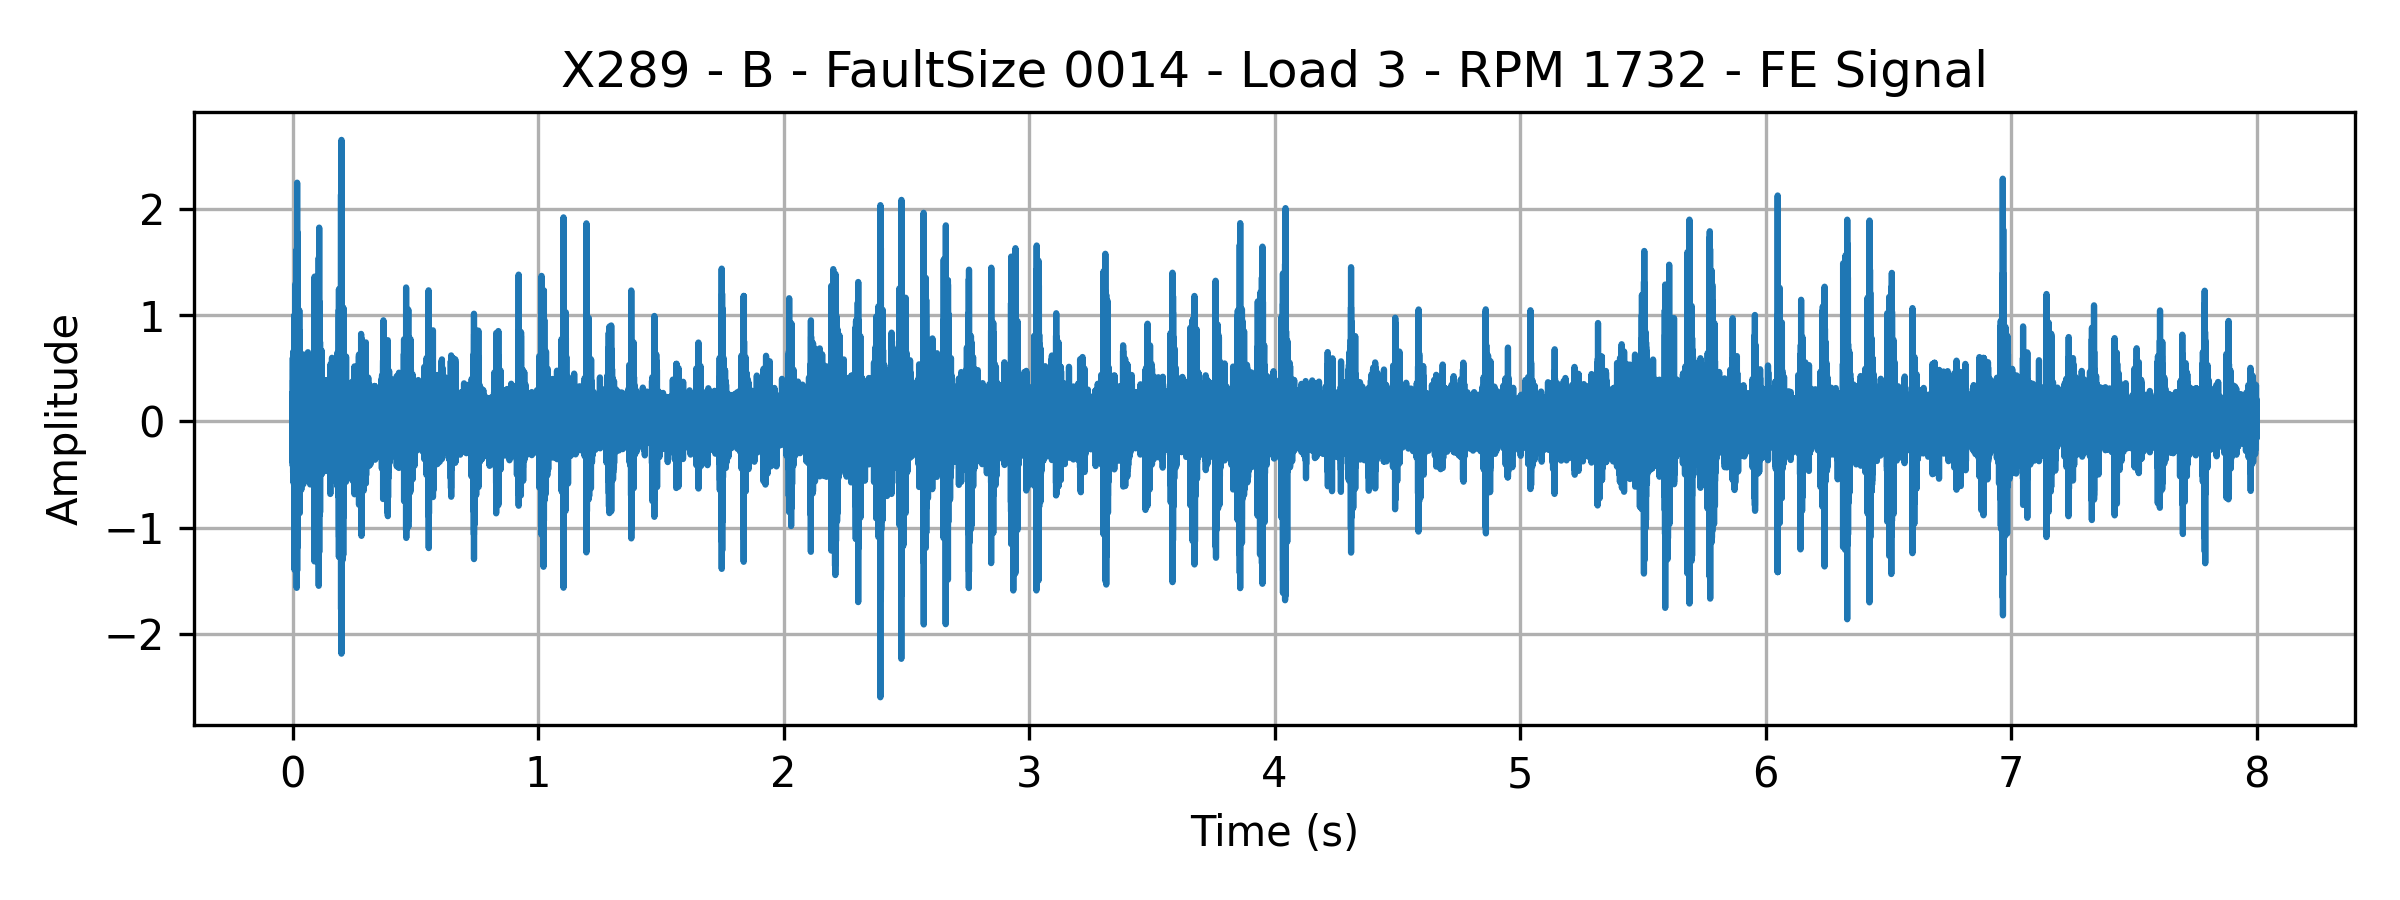 X289 - B - FaultSize 0014 - Load 3 - RPM 1732 - FE Signal
Amplitude
2
1
0
−1
−2
0 1 2 3 4 5 6 7 8
Time (s)